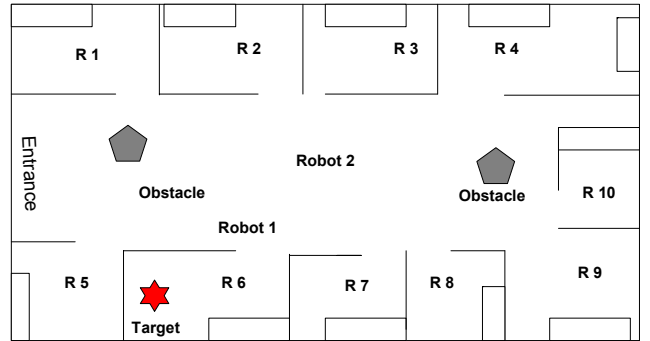 R 1
R 2
R 3
R 4
Entrance
Robot 2
Obstacle
Obstacle
R 10
Robot 1
R 5
R 6
R 7
R 8
R 9
Target